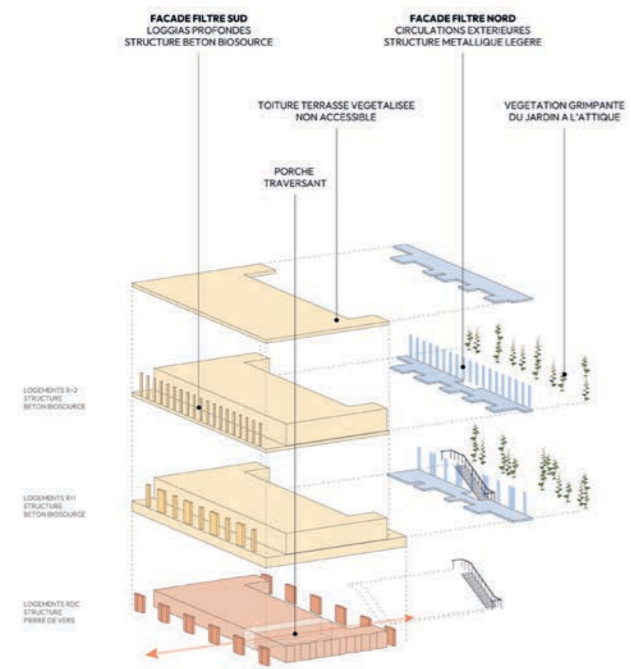 FACADE FILTRE SUD
LOGGIAS PROFONDES
STRUCTURE BETON BIOSOURCE
FACADE FILTRE NORD
CIRCULATIONS EXTERIEURES
STRUCTURE METALLIQUE LEGERE
TOITURE TERRASSE VEGETALISEE
NON ACCESSIBLE
VEGETATION GRIMPANTE
DU JARDIN A L'ATTIQUE
PORCHE
TRAVERSANT
LOGEMENTS R+2
STRUCTURE
BETON BIOSOURCE
LOGEMENTS R+1
STRUCTURE
BETON BIOSOURCE
LOGEMENTS RDC
STRUCTURE
PIERRE DE VERS